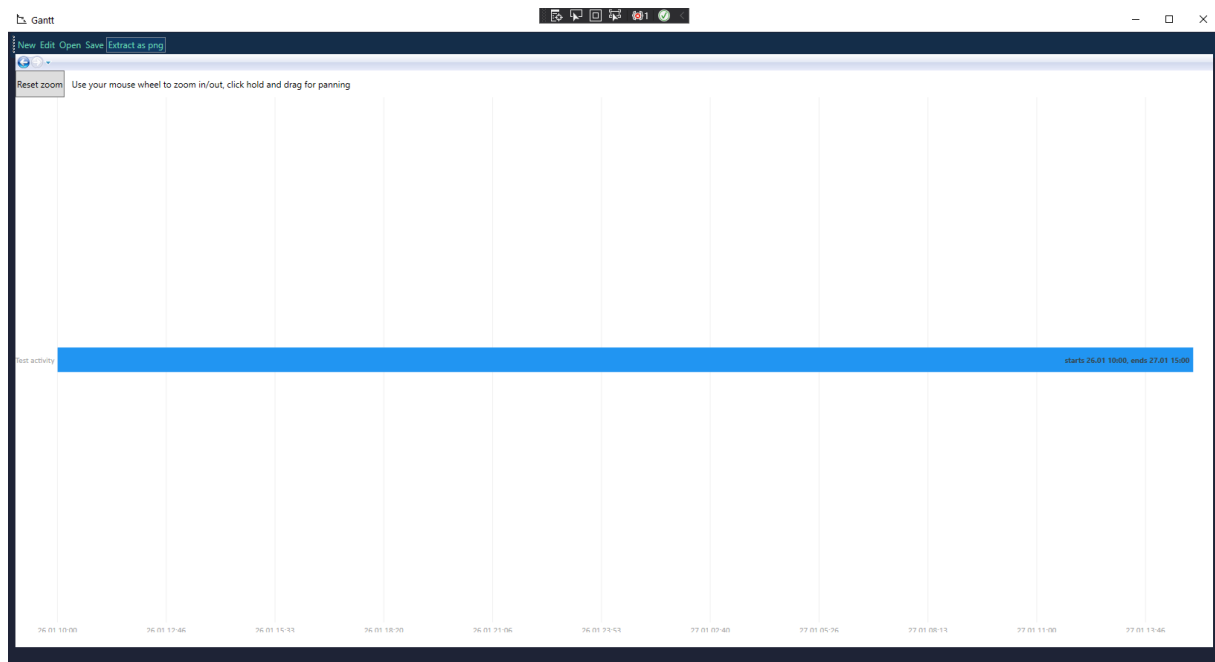 Gantt
1
New Edit Open Save Extract as png
Reset zoom Use your mouse wheel to zoom in/out, click hold and drag for panning
Test activity starts 26.01 10:00, ends 27.01 15:00
26.01 10:00 26.01 12:46 26.01 15:33 26.01 18:20 26.01 21:06 26.01 23:53 27.01 02:40 27.01 05:26 27.01 08:13 27.01 11:00 27.01 13:46